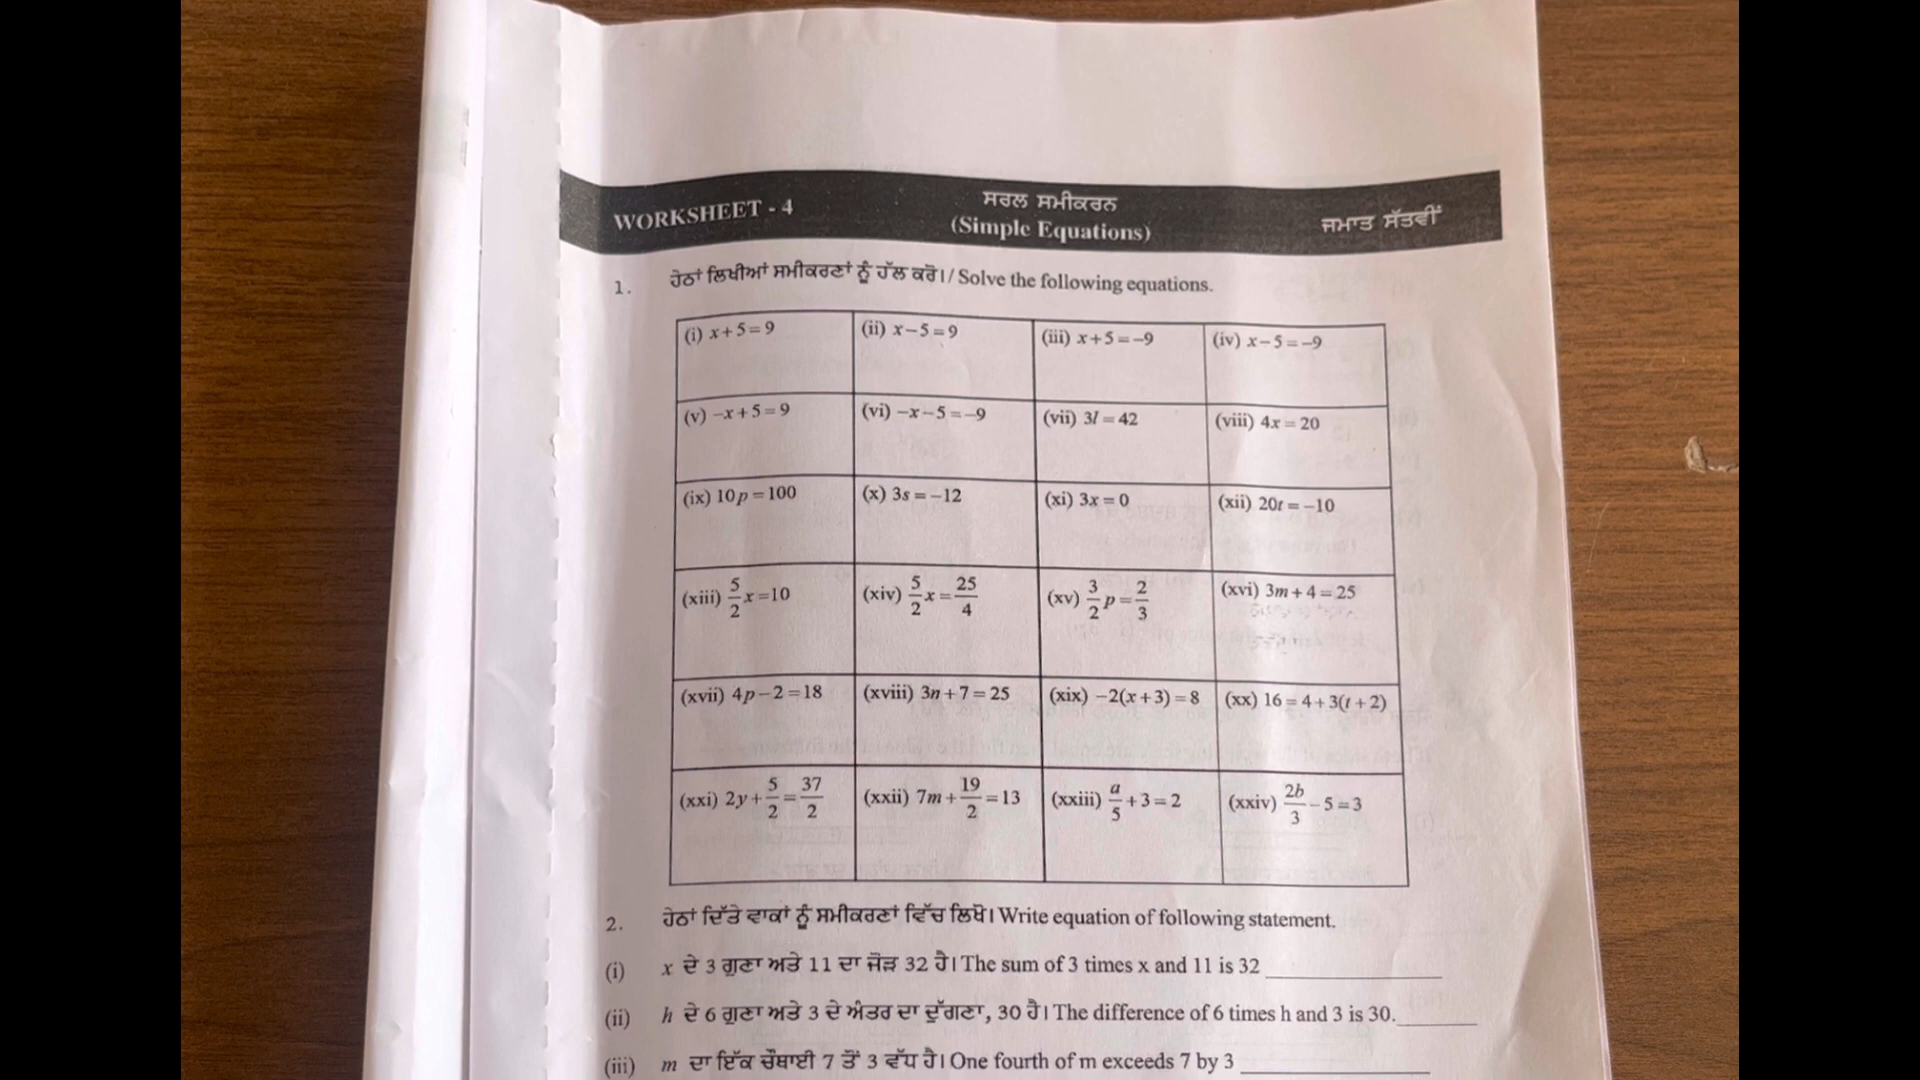 WORKSHEET - 4
ਸਰਲ ਸਮੀਕਰਨ
(Simple Equations)
ਜਮਾਤ ਸੱਤਵੀਂ
1. ਹੇਠਾਂ ਲਿਖੀਆਂ ਸਮੀਕਰਣਾਂ ਨੂੰ ਹੱਲ ਕਰੋ। / Solve the following equations.
(i) x + 5 = 9 (ii) x − 5 = 9 (iii) x + 5 = −9 (iv) x − 5 = −9
(v) −x + 5 = 9 (vi) −x − 5 = −9 (vii) 3l = 42 (viii) 4x = 20
(ix) 10p = 100 (x) 3s = −12 (xi) 3x = 0 (xii) 20t = −10
(xiii) 5/2 x = 10 (xiv) 5/2 x = 25/4 (xv) 3/2 p = 2/3 (xvi) 3m + 4 = 25
(xvii) 4p − 2 = 18 (xviii) 3n + 7 = 25 (xix) −2(x + 3) = 8 (xx) 16 = 4 + 3(t + 2)
(xxi) 2y + 5/2 = 37/2 (xxii) 7m + 19/2 = 13 (xxiii) a/5 + 3 = 2 (xxiv) 2b/3 − 5 = 3
2. ਹੇਠਾਂ ਦਿੱਤੇ ਵਾਕਾਂ ਨੂੰ ਸਮੀਕਰਣਾਂ ਵਿੱਚ ਲਿਖੋ। Write equation of following statement.
(i) x ਦੇ 3 ਗੁਣਾ ਅਤੇ 11 ਦਾ ਜੋੜ 32 ਹੈ। The sum of 3 times x and 11 is 32
(ii) h ਦੇ 6 ਗੁਣਾ ਅਤੇ 3 ਦੇ ਅੰਤਰ ਦਾ ਦੁੱਗਣਾ, 30 ਹੈ। The difference of 6 times h and 3 is 30.
(iii) m ਦਾ ਇੱਕ ਚੌਥਾਈ 7 ਤੋਂ 3 ਵੱਧ ਹੈ। One fourth of m exceeds 7 by 3